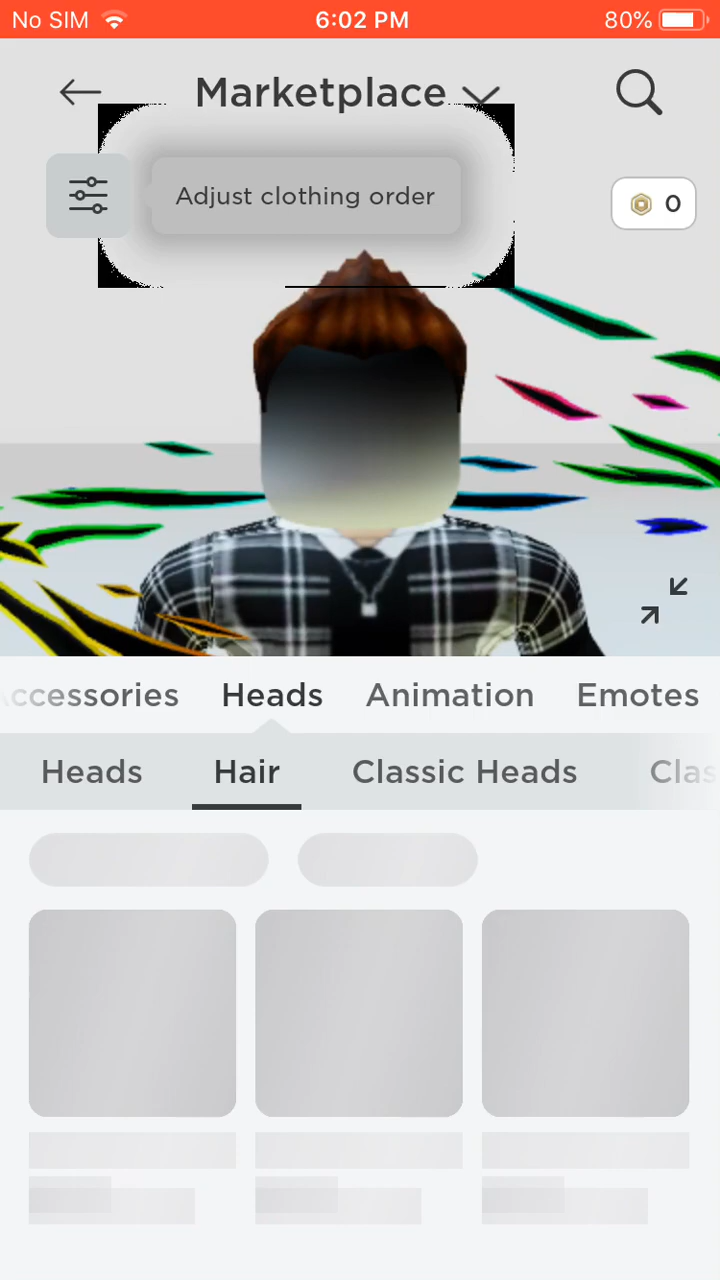 No SIM 6:02 PM 80%
Marketplace
Adjust clothing order
0
ccessories Heads Animation Emotes
Heads Hair Classic Heads Clas